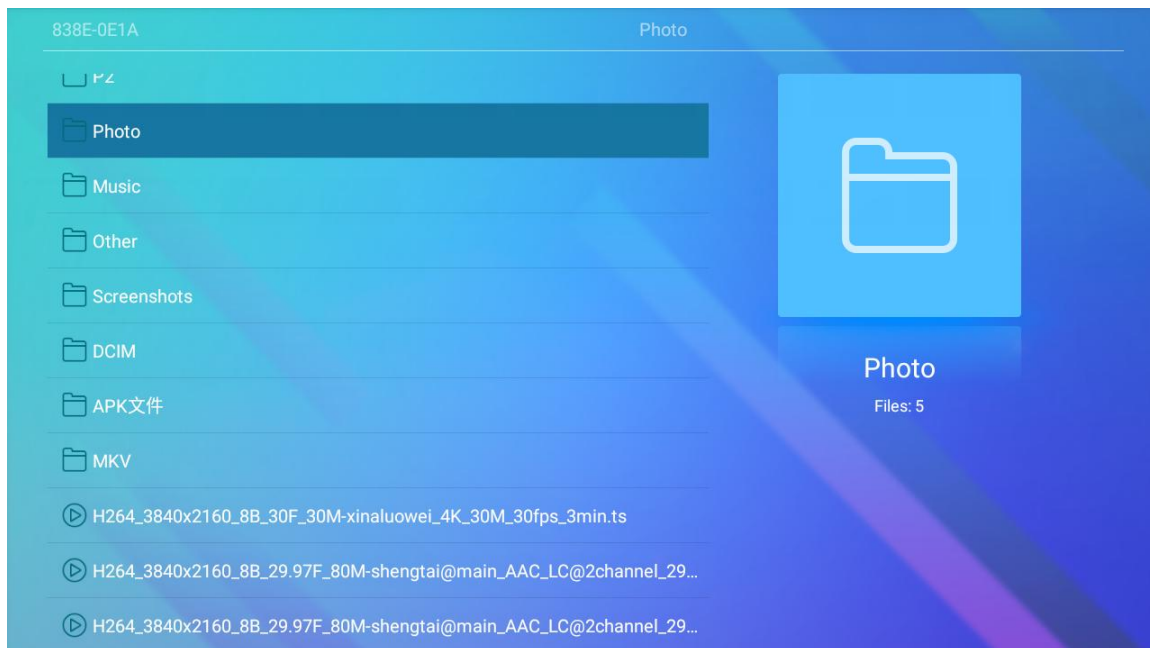 838E-0E1A
Photo
PZ
Photo
Music
Other
Screenshots
DCIM
APK文件
MKV
H264_3840x2160_8B_30F_30M-xinaluowei_4K_30M_30fps_3min.ts
H264_3840x2160_8B_29.97F_80M-shengtai@main_AAC_LC@2channel_29...
H264_3840x2160_8B_29.97F_80M-shengtai@main_AAC_LC@2channel_29...
Photo
Files: 5